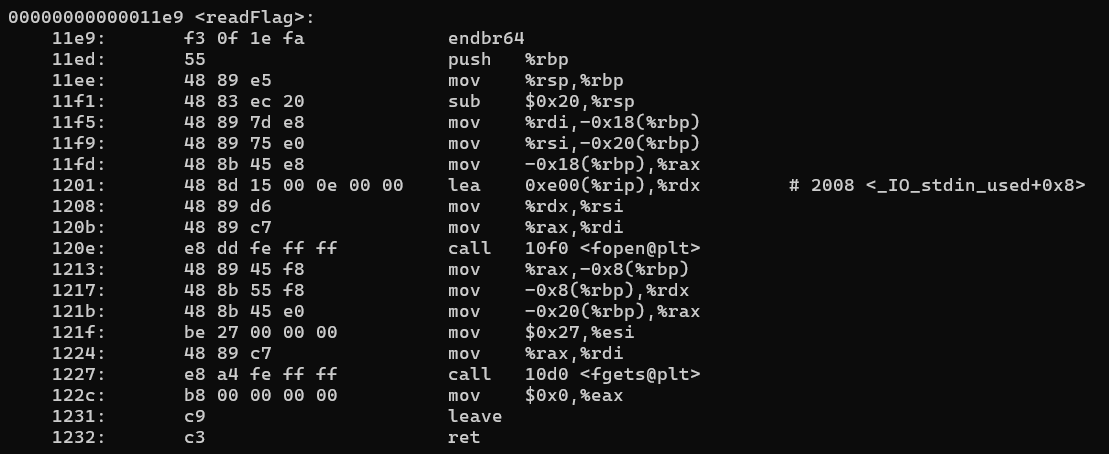 00000000000011e9 <readFlag>:
    11e9:	f3 0f 1e fa          	endbr64
    11ed:	55                   	push   %rbp
    11ee:	48 89 e5             	mov    %rsp,%rbp
    11f1:	48 83 ec 20          	sub    $0x20,%rsp
    11f5:	48 89 7d e8          	mov    %rdi,-0x18(%rbp)
    11f9:	48 89 75 e0          	mov    %rsi,-0x20(%rbp)
    11fd:	48 8b 45 e8          	mov    -0x18(%rbp),%rax
    1201:	48 8d 15 00 0e 00 00 	lea    0xe00(%rip),%rdx        # 2008 <_IO_stdin_used+0x8>
    1208:	48 89 d6             	mov    %rdx,%rsi
    120b:	48 89 c7             	mov    %rax,%rdi
    120e:	e8 dd fe ff ff       	call   10f0 <fopen@plt>
    1213:	48 89 45 f8          	mov    %rax,-0x8(%rbp)
    1217:	48 8b 55 f8          	mov    -0x8(%rbp),%rdx
    121b:	48 8b 45 e0          	mov    -0x20(%rbp),%rax
    121f:	be 27 00 00 00       	mov    $0x27,%esi
    1224:	48 89 c7             	mov    %rax,%rdi
    1227:	e8 a4 fe ff ff       	call   10d0 <fgets@plt>
    122c:	b8 00 00 00 00       	mov    $0x0,%eax
    1231:	c9                   	leave
    1232:	c3                   	ret